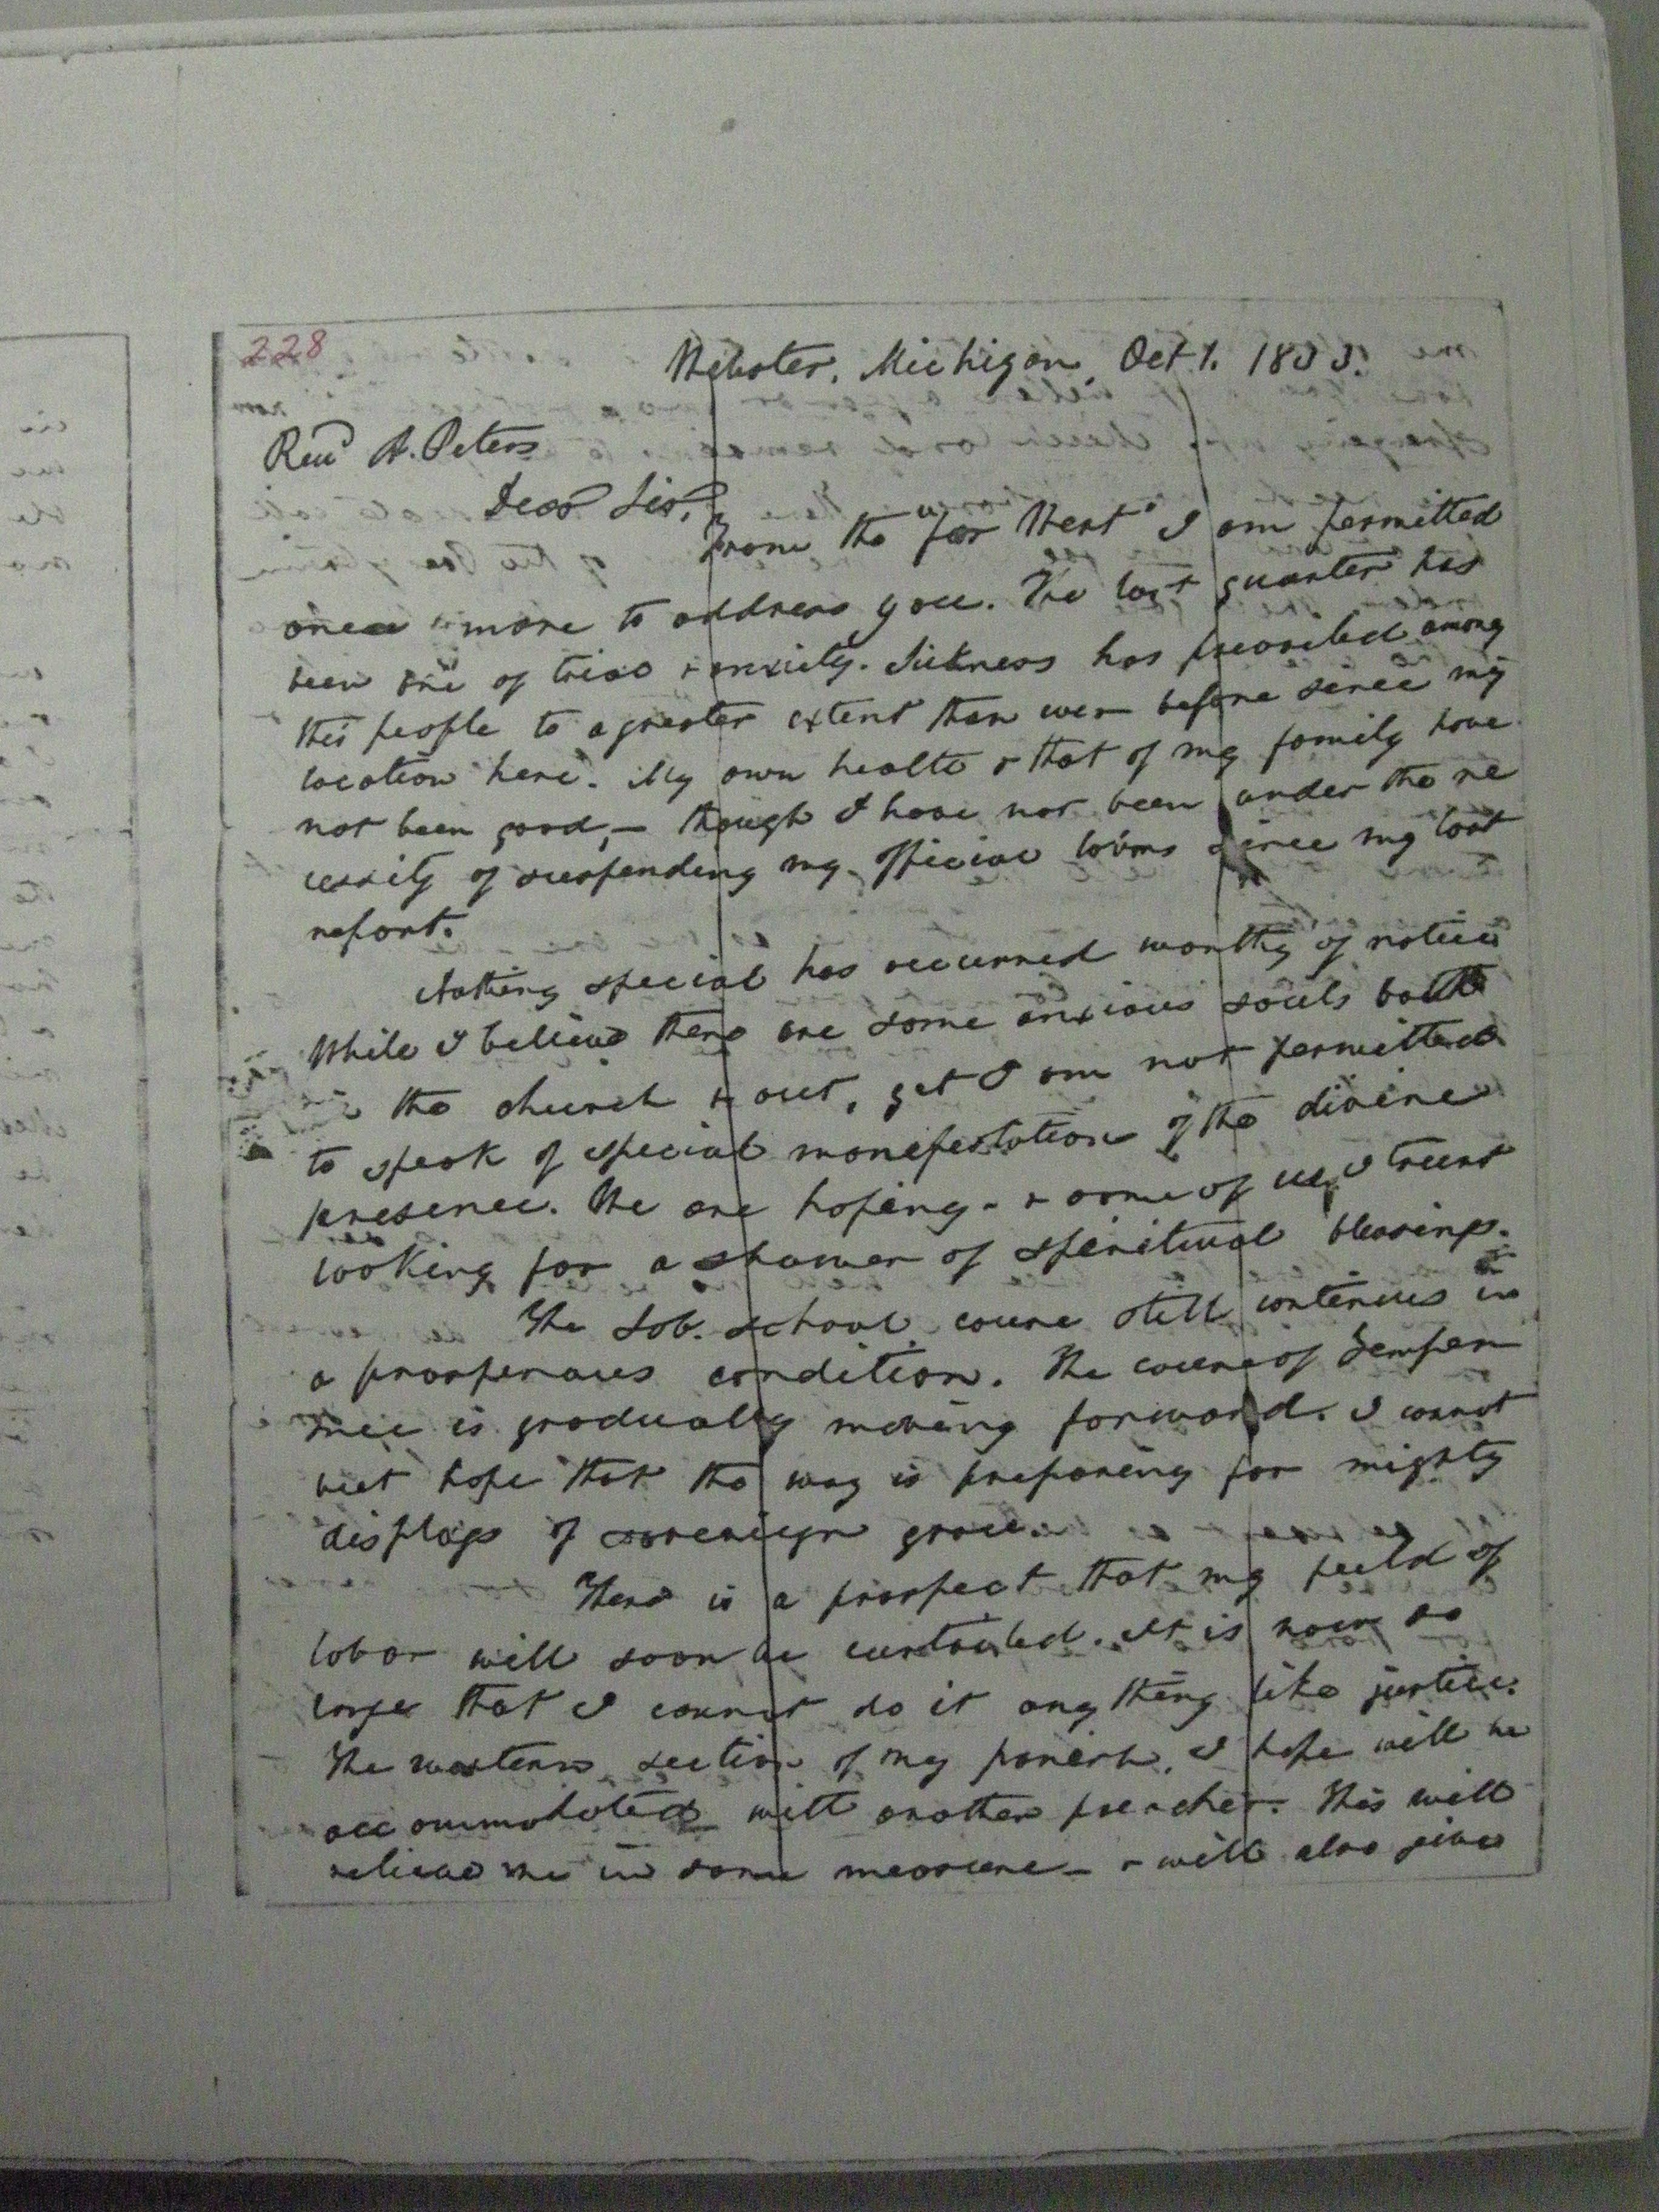 228
Webster, Michigan, Oct 1. 1833.
Revd A. Peters
Dear Sir,
From the "far West" I am permitted
once more to address you. The last quarter has
been one of trial & anxiety. Sickness has prevailed among
this people to a greater extent than ever before since my
location here. My own health & that of my family have
not been good, – though I have not been under the ne
cessity of suspending my official labors since my last
report.
Nothing special has occurred worthy of notice
While I believe there are some anxious souls both
in the church & out, yet I am not permitted
to speak of special manifestations of the divine
presence. We are hoping – & some of us, I trust
looking for a shower of spiritual blessings.
The Sab. school cause still continues in
a prosperous condition. The cause of Temper
ance is gradually moving forward. I cannot
but hope that the way is preparing for mighty
displays of sovereign grace.
There is a prospect that my field of
labor will soon be curtailed. It is now so
large that I cannot do it any thing like justice.
The western section of my parish, I hope will be
accommodated with another preacher. This will
relieve me in some measure – & will also give